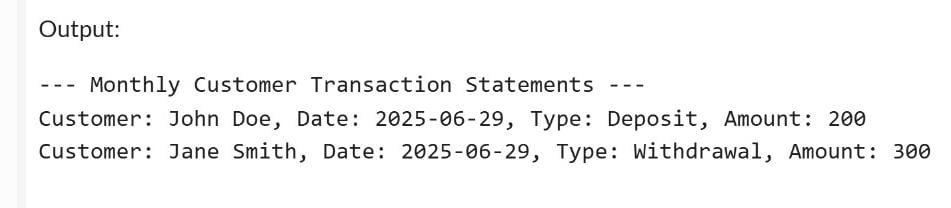 Output:
--- Monthly Customer Transaction Statements ---
Customer: John Doe, Date: 2025-06-29, Type: Deposit, Amount: 200
Customer: Jane Smith, Date: 2025-06-29, Type: Withdrawal, Amount: 300